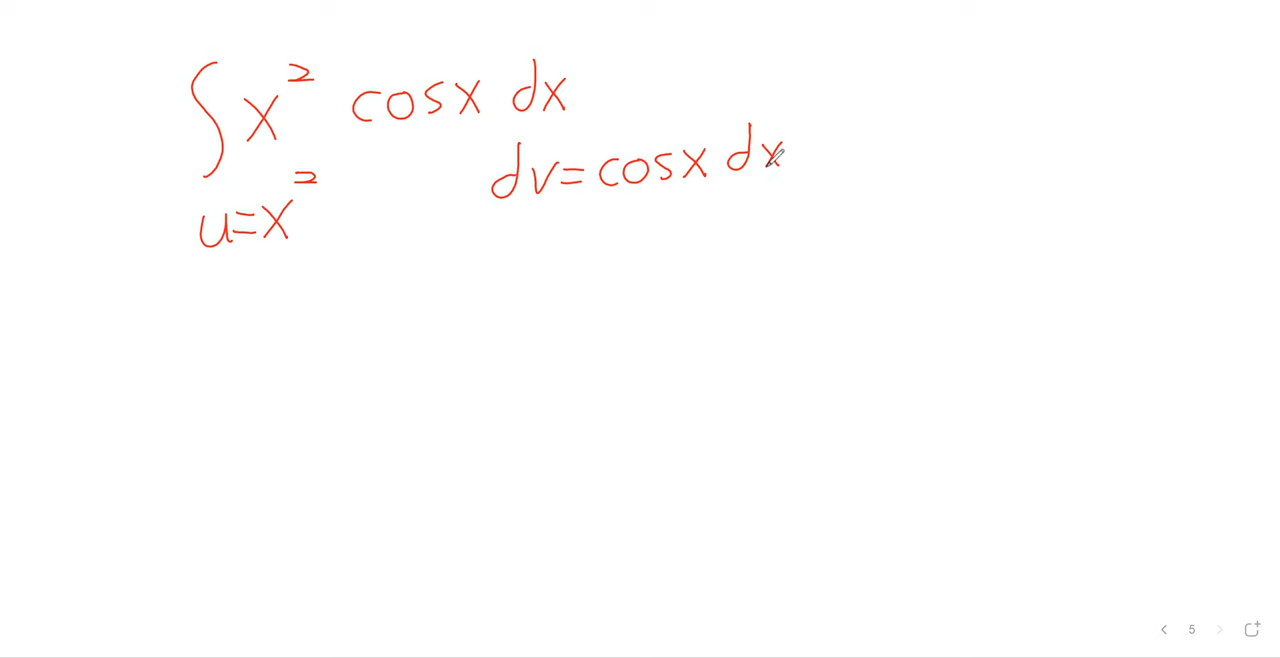 ∫ x² cosx dx
u=x² dv=cosx dx
5